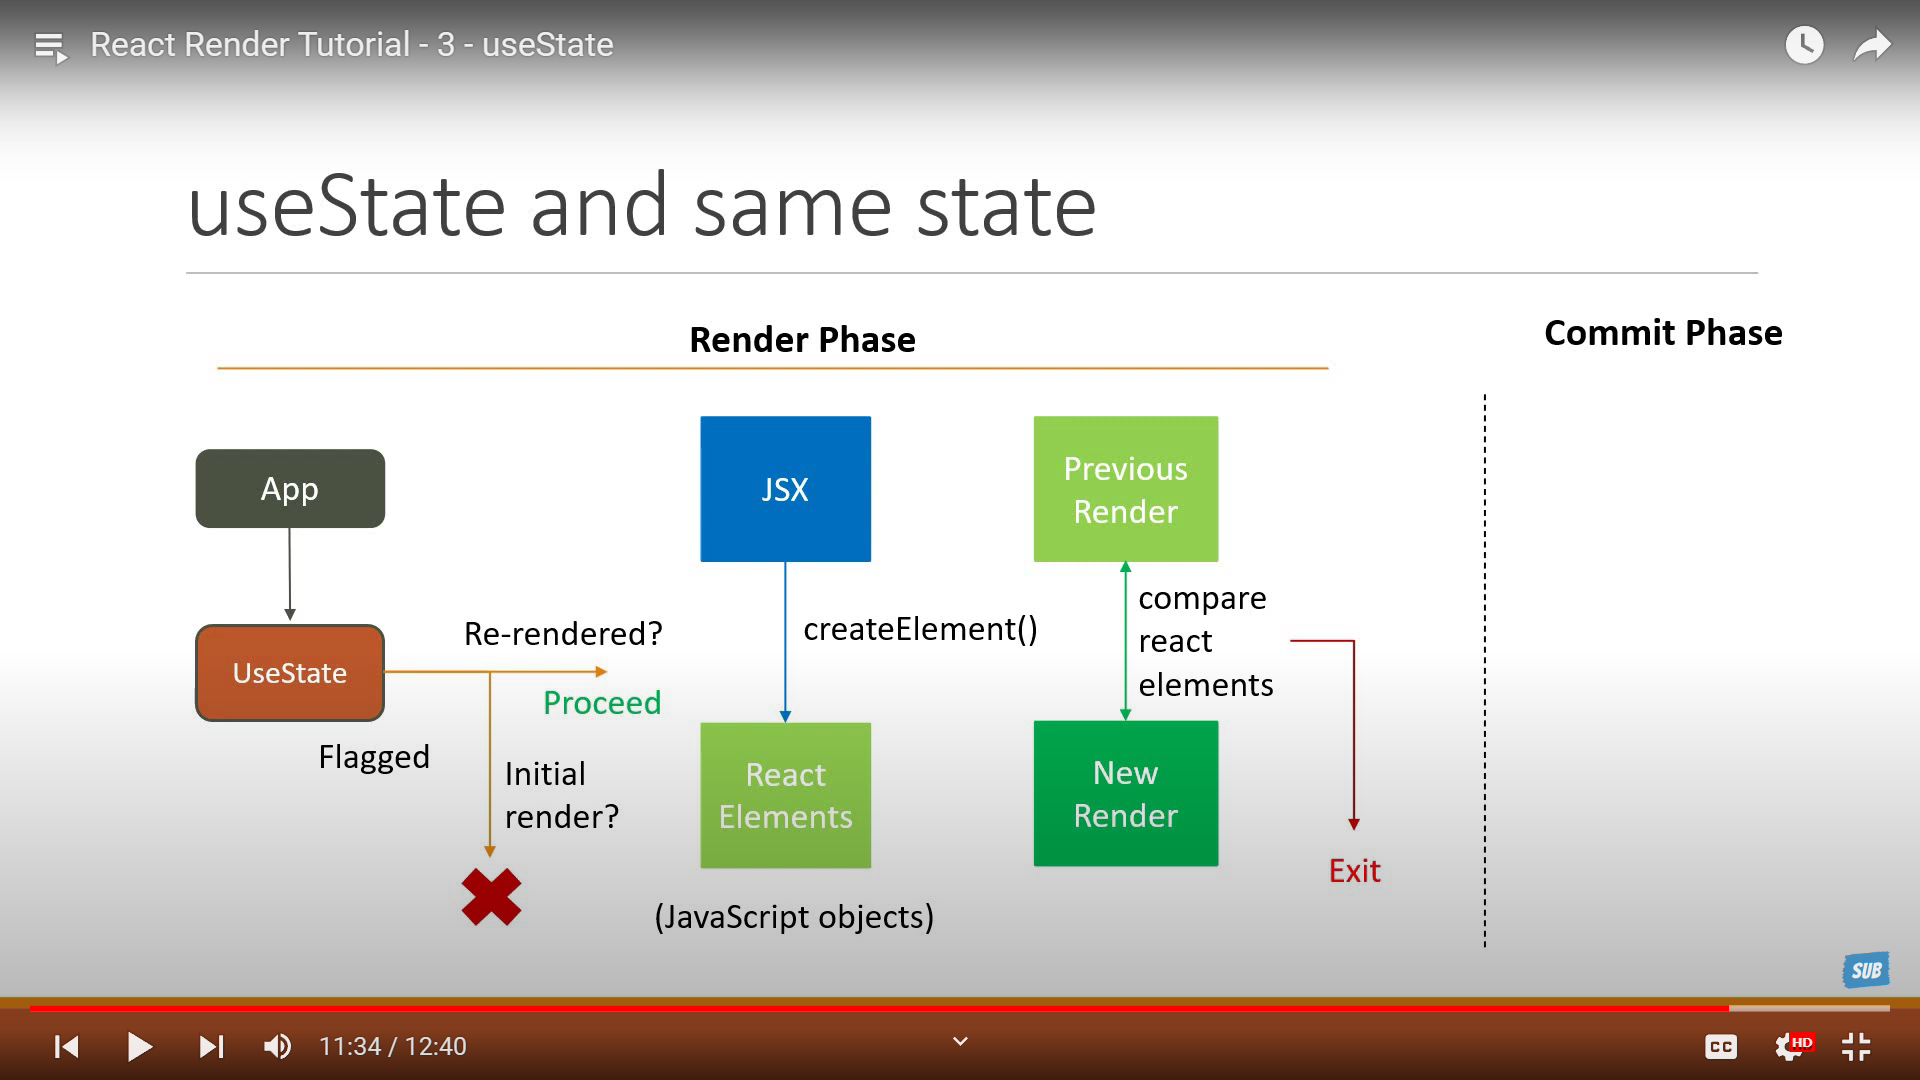 React Render Tutorial - 3 - useState
useState and same state
Render Phase
Commit Phase
App
UseState
Flagged
Re-rendered?
Proceed
Initial
render?
JSX
createElement()
React
Elements
(JavaScript objects)
Previous
Render
compare
react
elements
New
Render
Exit
SUB
11:34 / 12:40
CC
HD